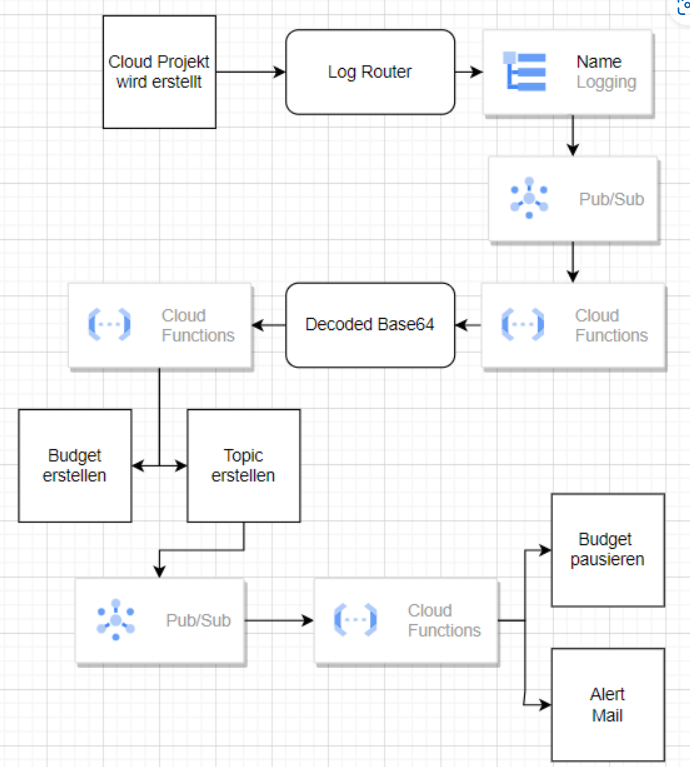 Cloud Projekt
wird erstellt
Log Router
Name
Logging
Pub/Sub
Cloud
Functions
Decoded Base64
Cloud
Functions
Budget
erstellen
Topic
erstellen
Pub/Sub
Cloud
Functions
Budget
pausieren
Alert
Mail